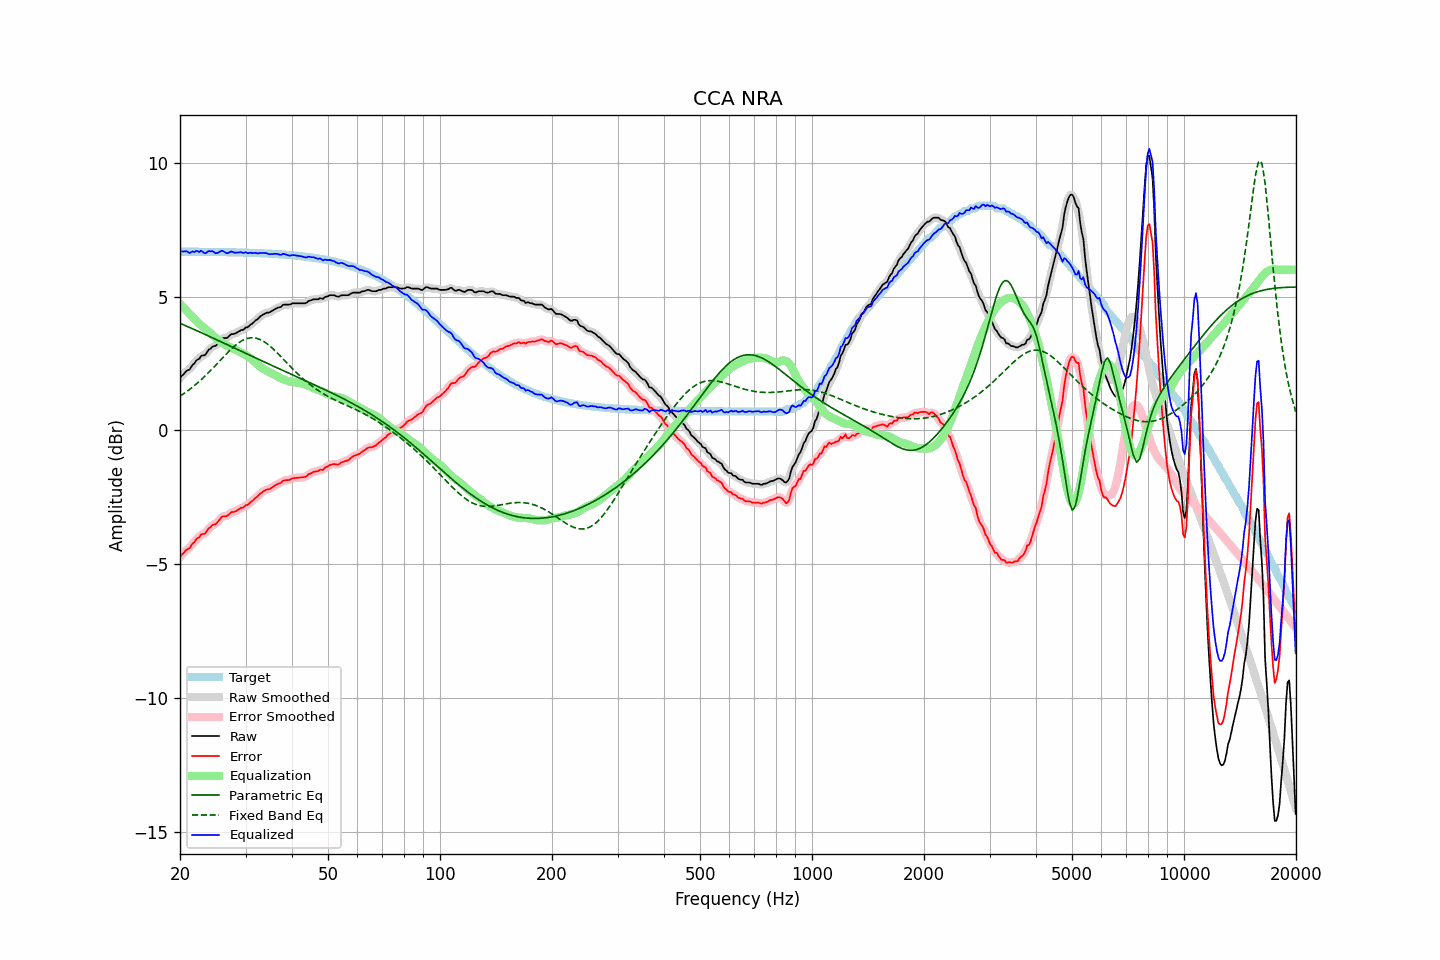 CCA NRA
Amplitude (dBr)
10
5
0
−5
−10
−15
Target
Raw Smoothed
Error Smoothed
Raw
Error
Equalization
Parametric Eq
Fixed Band Eq
Equalized
20 50 100 200 500 1000 2000 5000 10000 20000
Frequency (Hz)